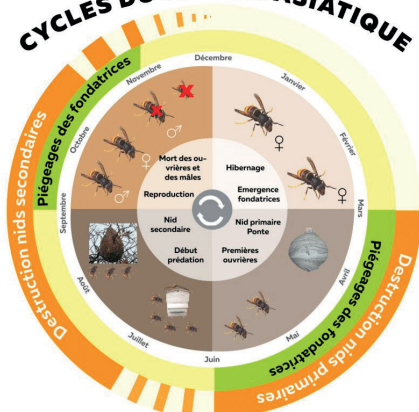 CYCLES DU
ASIATIQUE
Décembre
Janvier
Février
Mars
Avril
Mai
Juin
Juillet
Août
Septembre
Octobre
Novembre
Destruction nids secondaires
Piégeages des fondatrices
Piégeages des fondatrices
Destruction nids primaires
Mort des ou-
vrières et
des mâles
Reproduction
Nid
secondaire
Début
prédation
Hibernage
Emergence
fondatrices
Nid primaire
Ponte
Premières
ouvrières